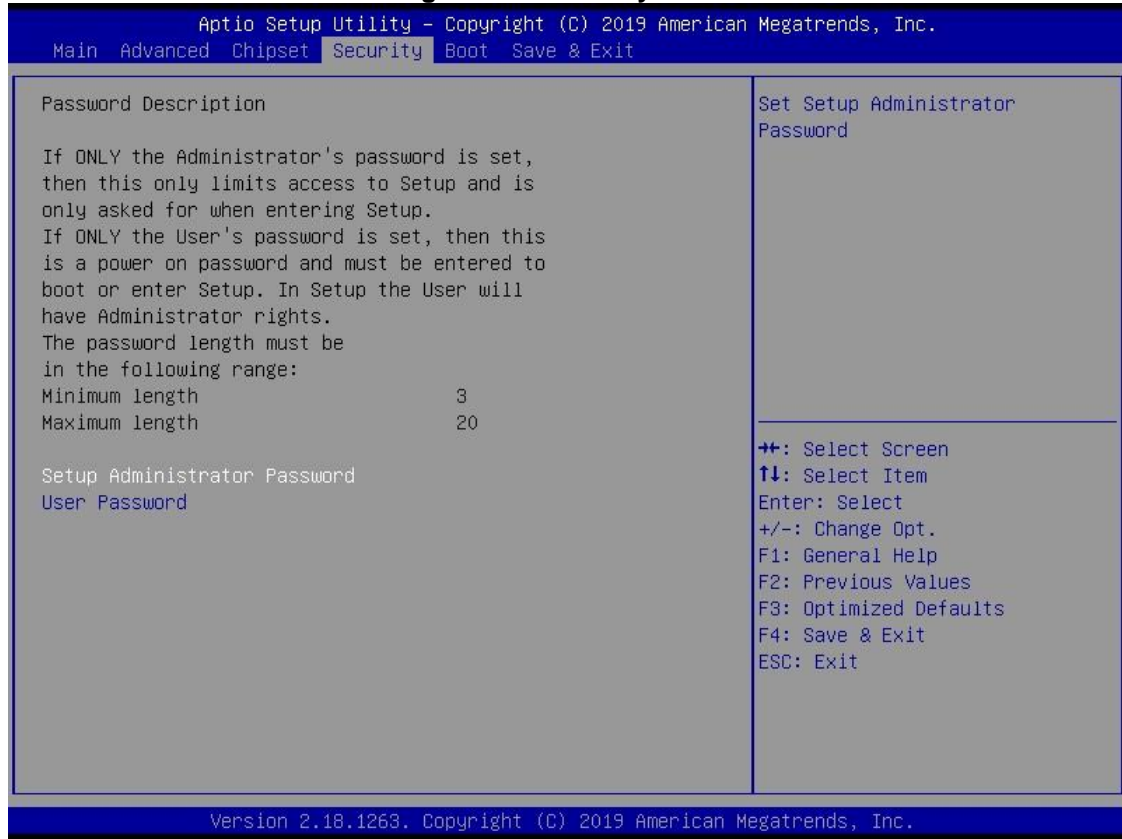 Aptio Setup Utility – Copyright (C) 2019 American Megatrends, Inc.
Main Advanced Chipset Security Boot Save & Exit
Password Description
If ONLY the Administrator's password is set,
then this only limits access to Setup and is
only asked for when entering Setup.
If ONLY the User's password is set, then this
is a power on password and must be entered to
boot or enter Setup. In Setup the User will
have Administrator rights.
The password length must be
in the following range:
Minimum length 3
Maximum length 20
Setup Administrator Password
User Password
Set Setup Administrator
Password
→←: Select Screen
↑↓: Select Item
Enter: Select
+/-: Change Opt.
F1: General Help
F2: Previous Values
F3: Optimized Defaults
F4: Save & Exit
ESC: Exit
Version 2.18.1263. Copyright (C) 2019 American Megatrends, Inc.